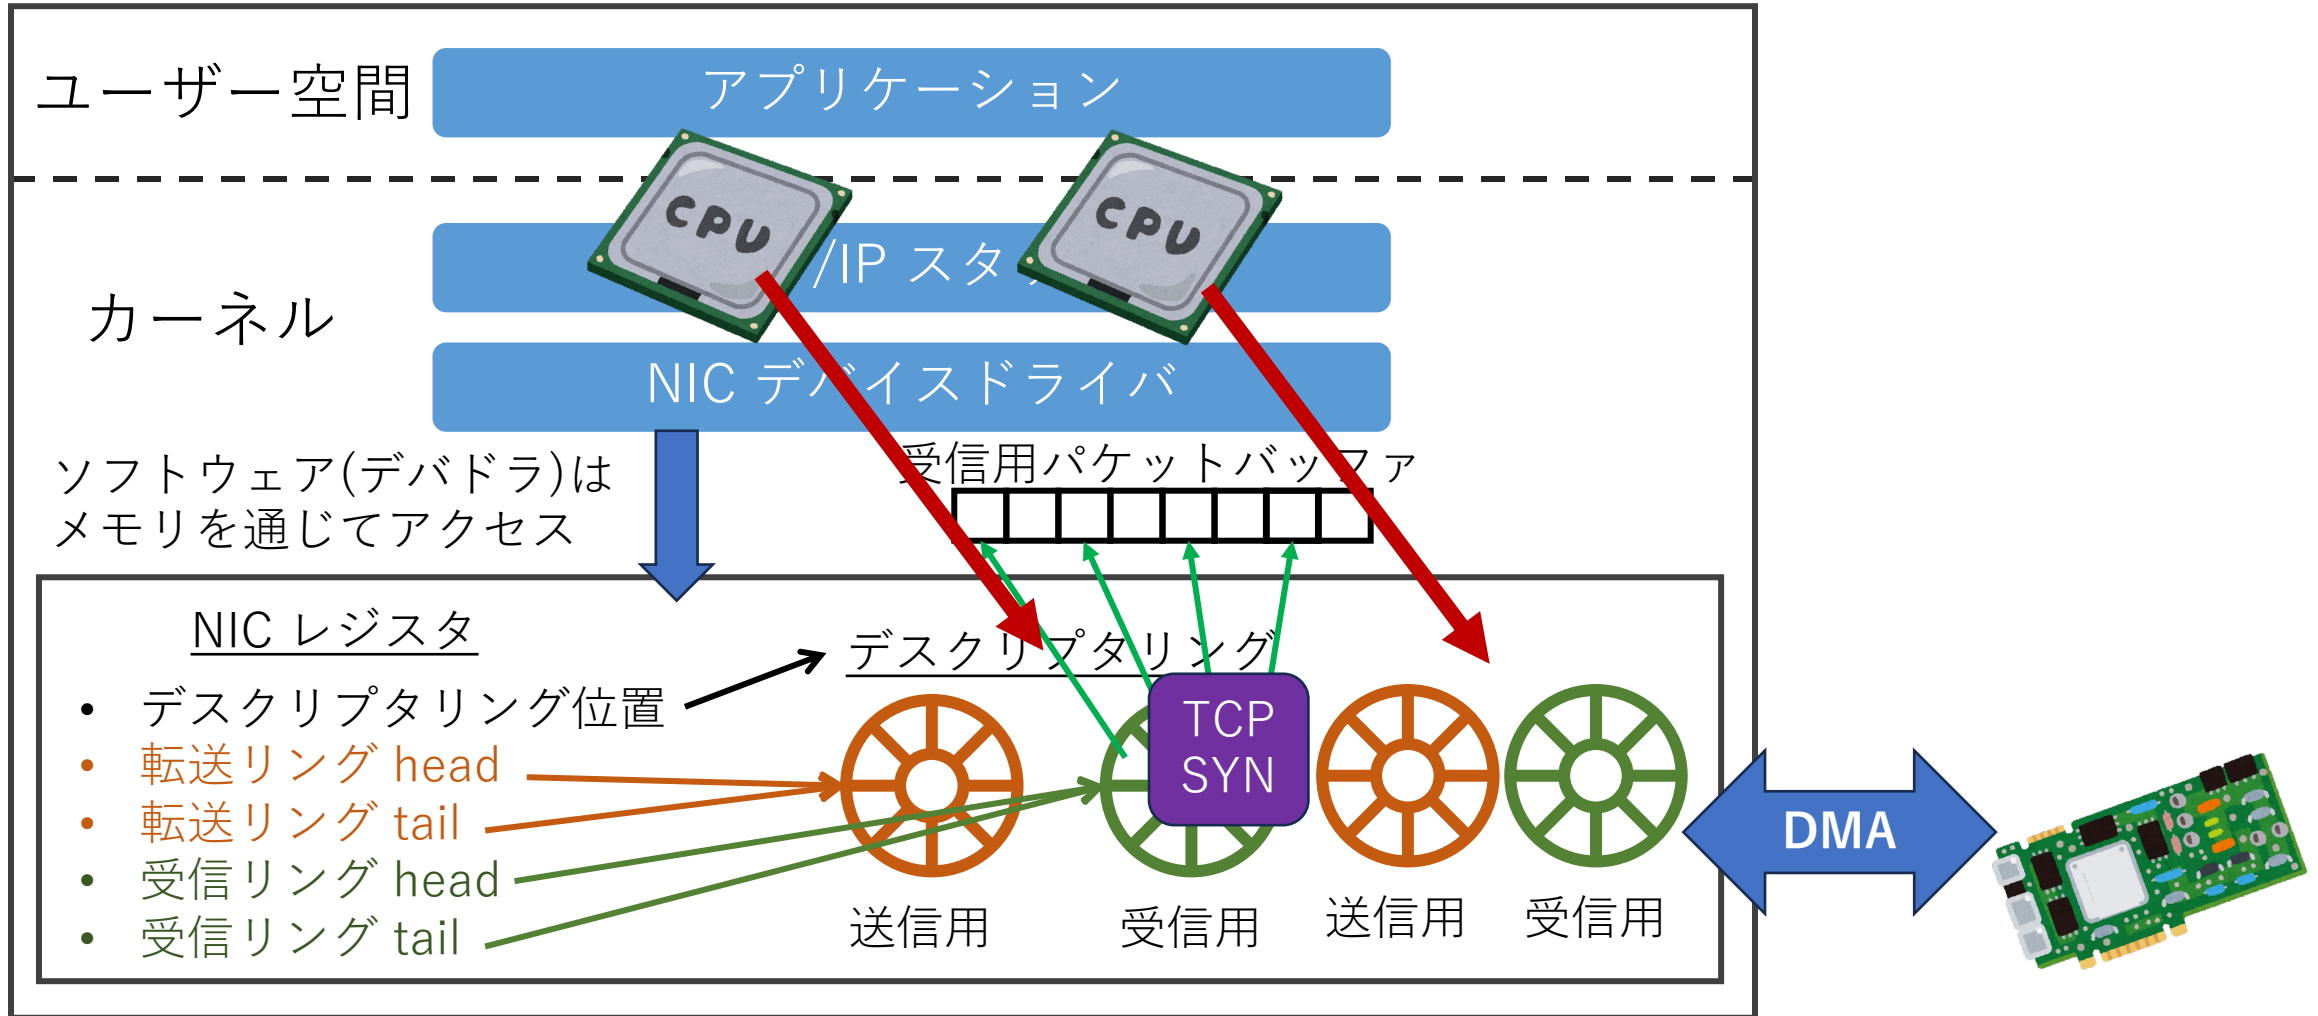 ユーザー空間
アプリケーション
CPU
CPU
カーネル
/IP スタ
NIC デバイスドライバ
ソフトウェア(デバドラ)は
メモリを通じてアクセス
受信用パケットバッファ
NIC レジスタ
デスクリプタリング
• デスクリプタリング位置
• 転送リング head
• 転送リング tail
• 受信リング head
• 受信リング tail
TCP
SYN
送信用
受信用
送信用
受信用
DMA